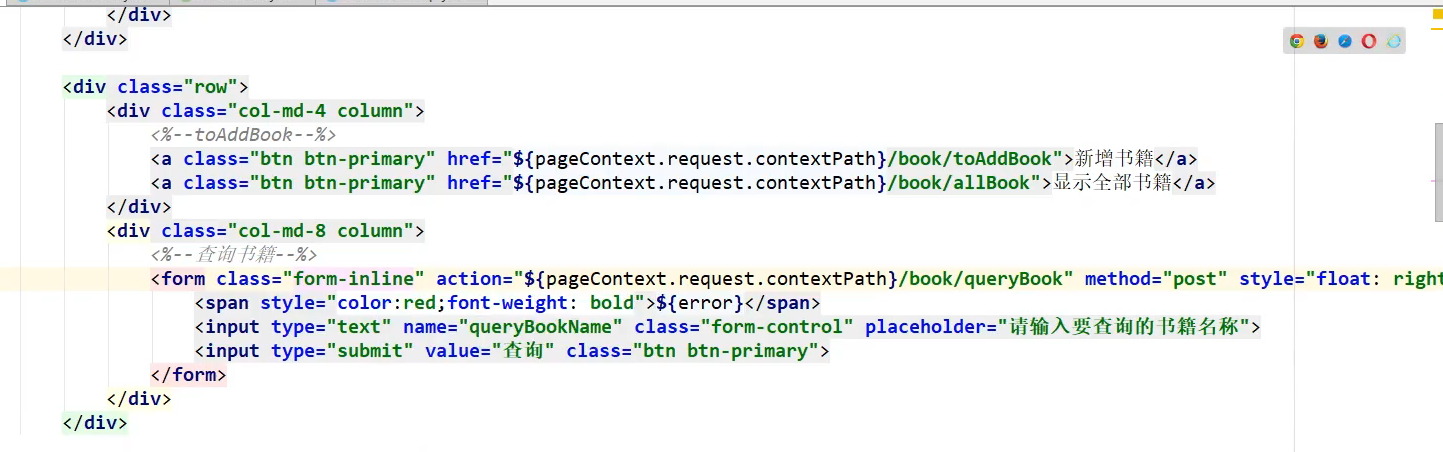 </div>
</div>
<div class="row">
<div class="col-md-4 column">
<%--toAddBook--%>
<a class="btn btn-primary" href="${pageContext.request.contextPath}/book/toAddBook">新增书籍</a>
<a class="btn btn-primary" href="${pageContext.request.contextPath}/book/allBook">显示全部书籍</a>
</div>
<div class="col-md-8 column">
<%--查询书籍--%>
<form class="form-inline" action="${pageContext.request.contextPath}/book/queryBook" method="post" style="float: right
<span style="color:red;font-weight: bold">${error}</span>
<input type="text" name="queryBookName" class="form-control" placeholder="请输入要查询的书籍名称">
<input type="submit" value="查询" class="btn btn-primary">
</form>
</div>
</div>